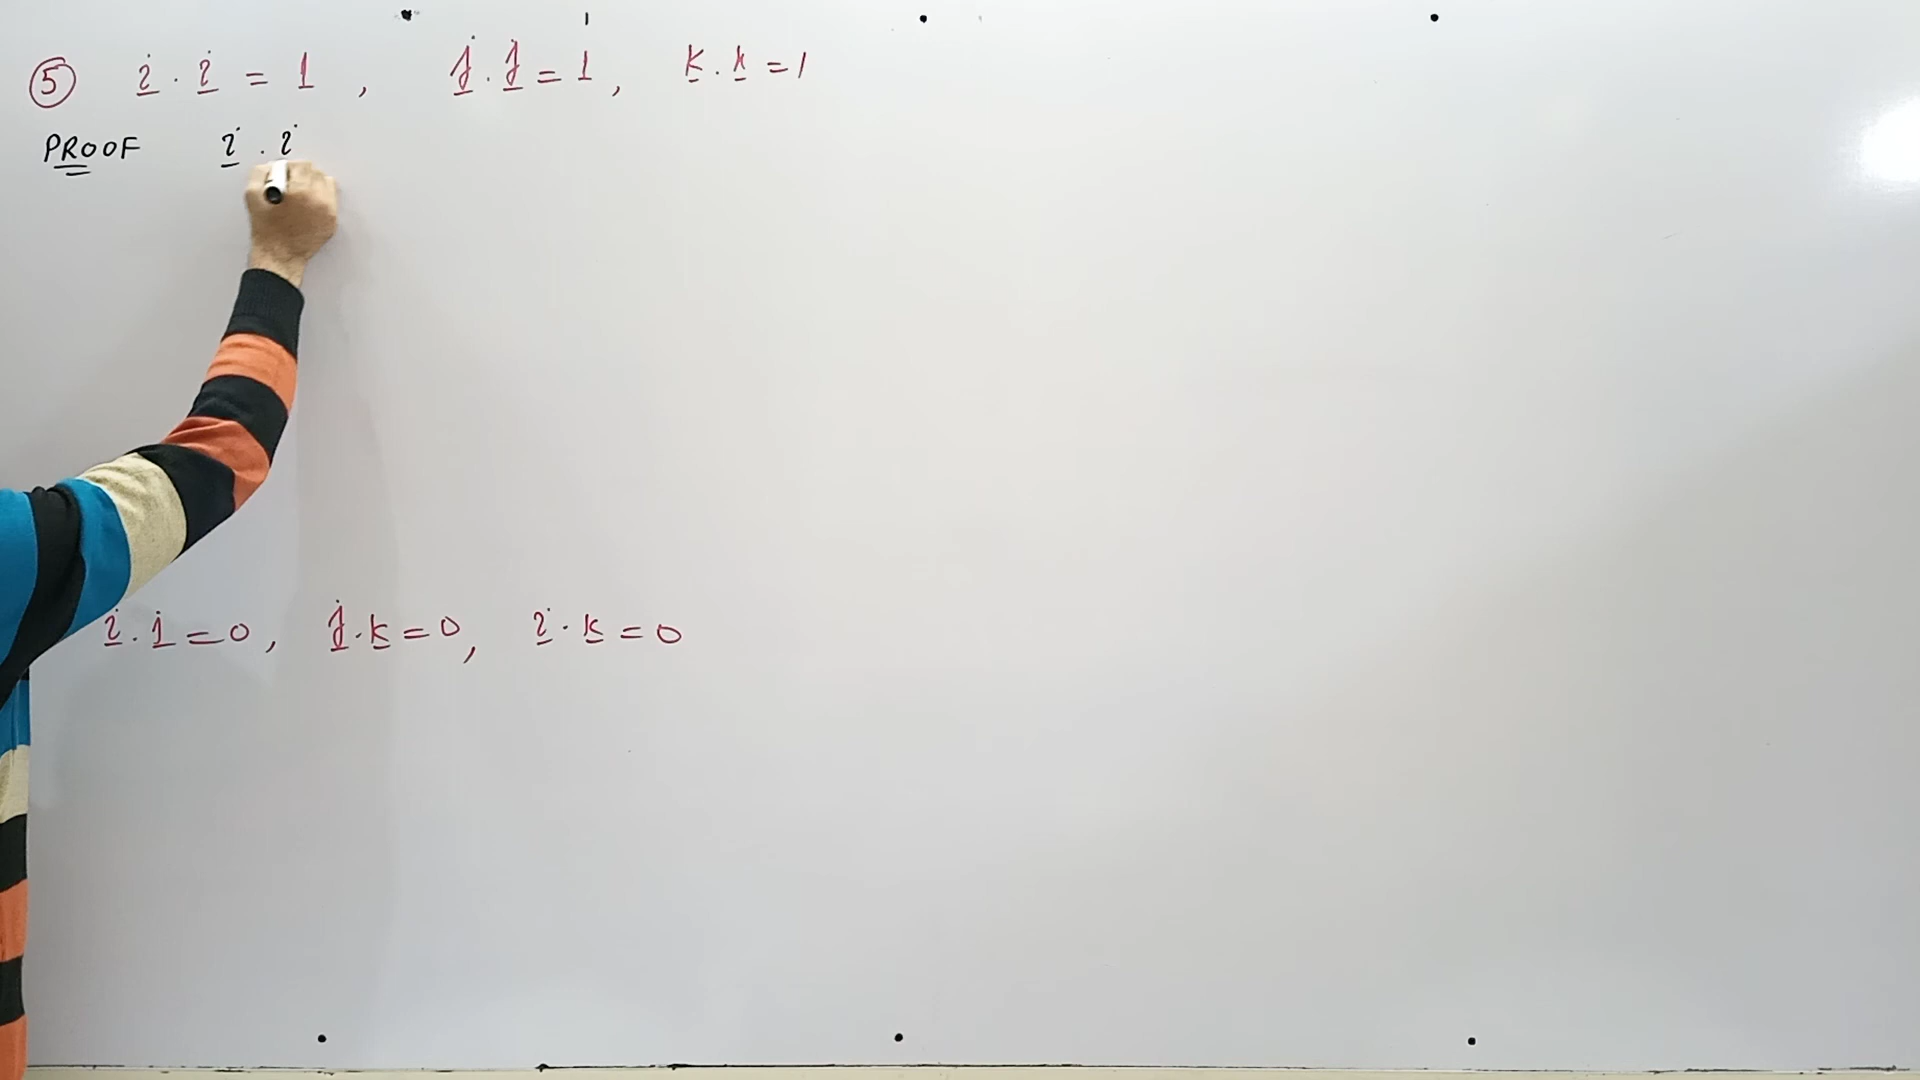 ⑤ i̲ . i̲ = 1 , j̲ . j̲ = 1 , k̲ . k̲ = 1
PROOF i̲ . i
i̲ . j̲ = 0 , j̲ . k̲ = 0 , i̲ . k̲ = 0